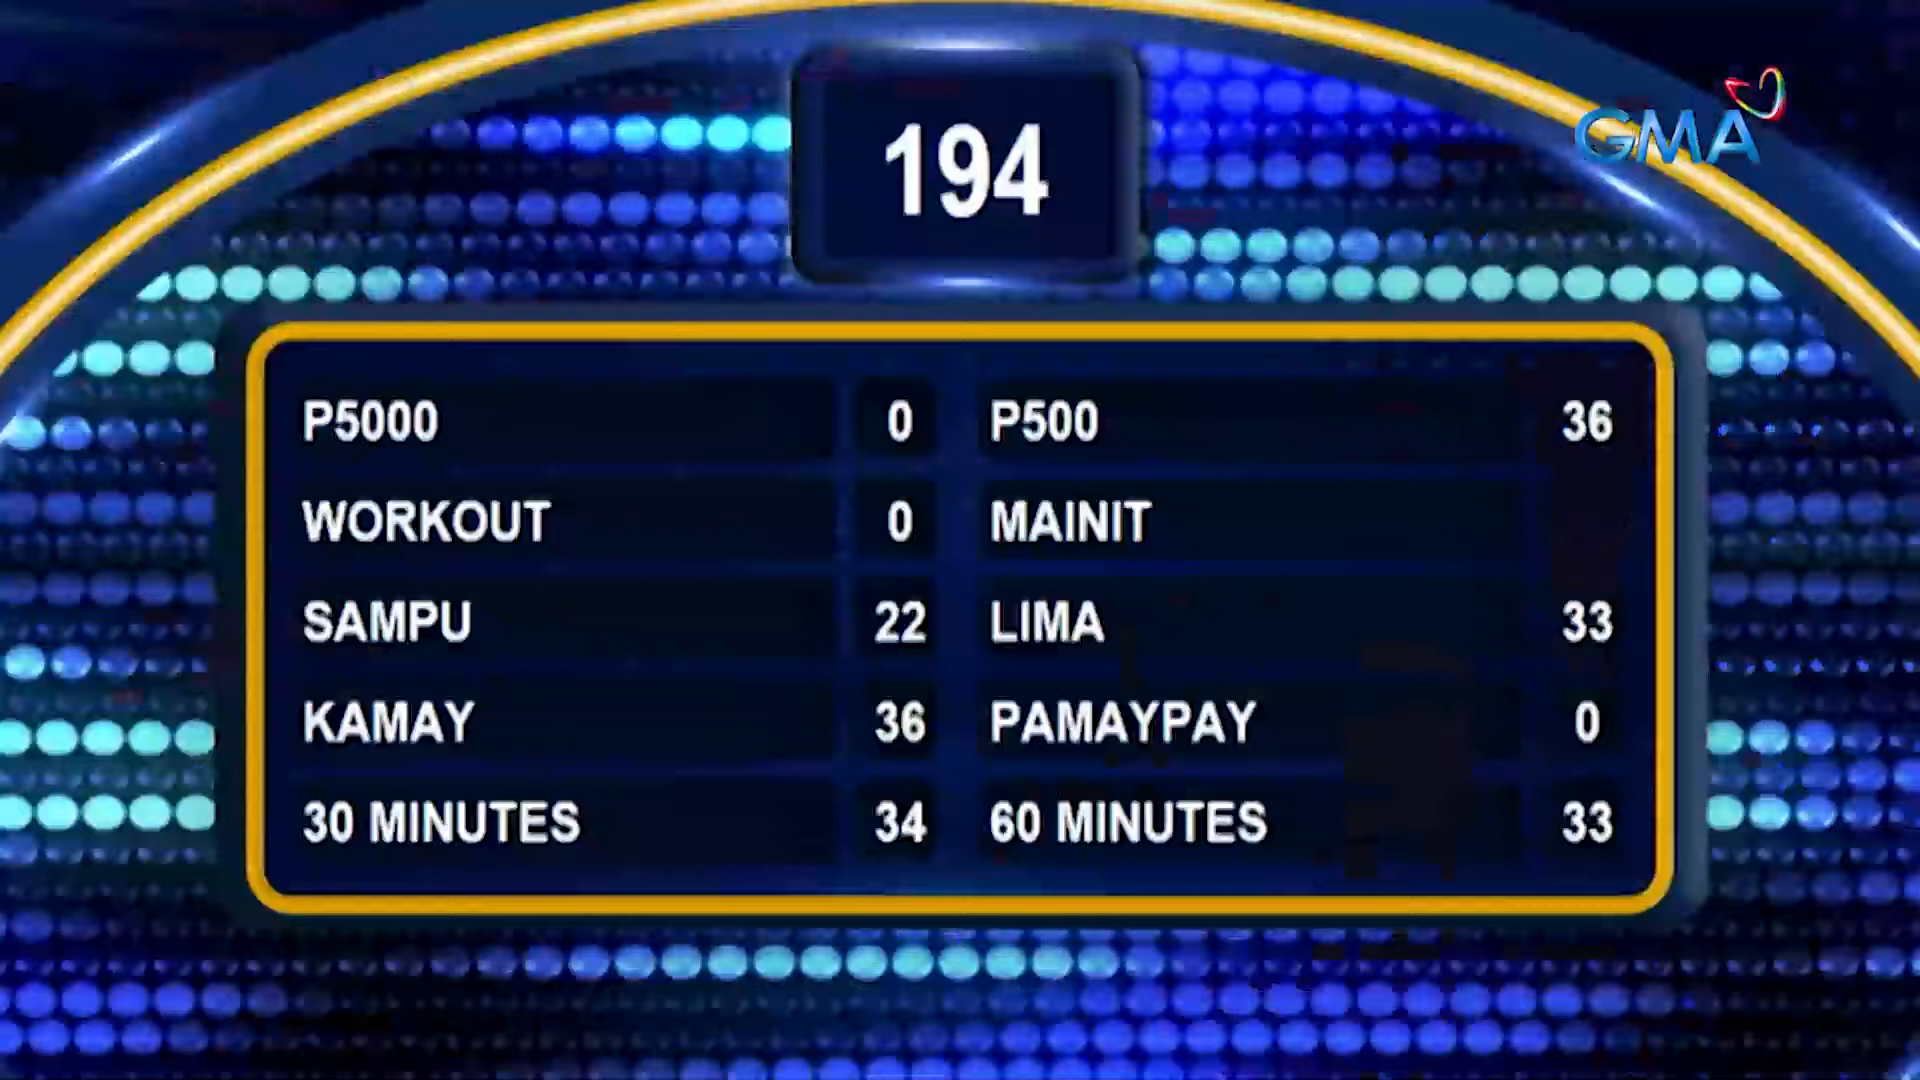 194
GMA
P5000 0 P500 36
WORKOUT 0 MAINIT
SAMPU 22 LIMA 33
KAMAY 36 PAMAYPAY 0
30 MINUTES 34 60 MINUTES 33